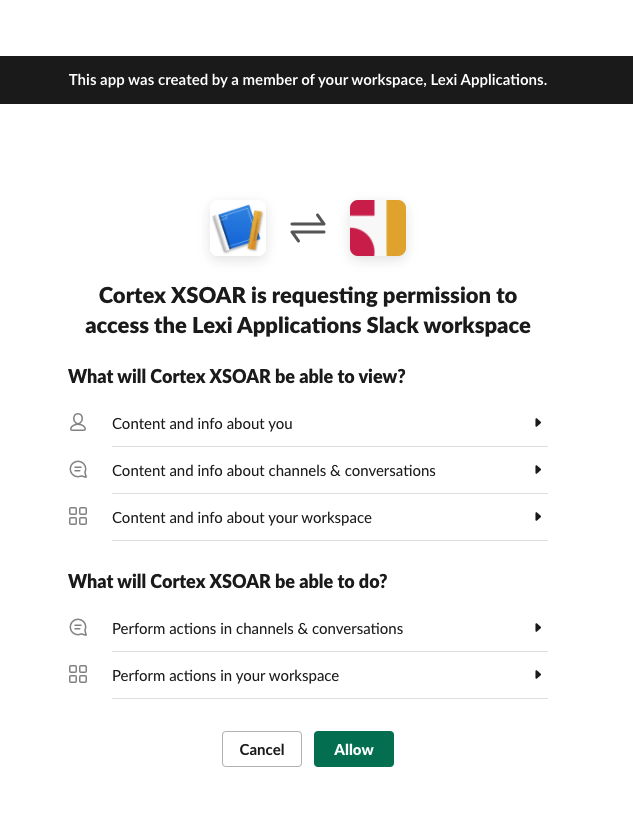 This app was created by a member of your workspace, Lexi Applications.
Cortex XSOAR is requesting permission to
access the Lexi Applications Slack workspace
What will Cortex XSOAR be able to view?
Content and info about you
Content and info about channels & conversations
Content and info about your workspace
What will Cortex XSOAR be able to do?
Perform actions in channels & conversations
Perform actions in your workspace
Cancel
Allow